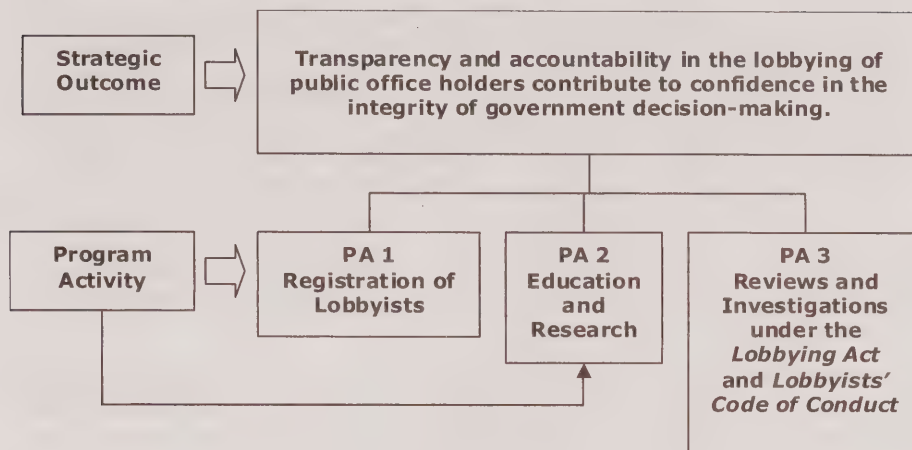 Strategic
Outcome
Transparency and accountability in the lobbying of
public office holders contribute to confidence in the
integrity of government decision-making.
Program
Activity
PA 1
Registration of
Lobbyists
PA 2
Education
and
Research
PA 3
Reviews and
Investigations
under the
Lobbying Act
and Lobbyists'
Code of Conduct